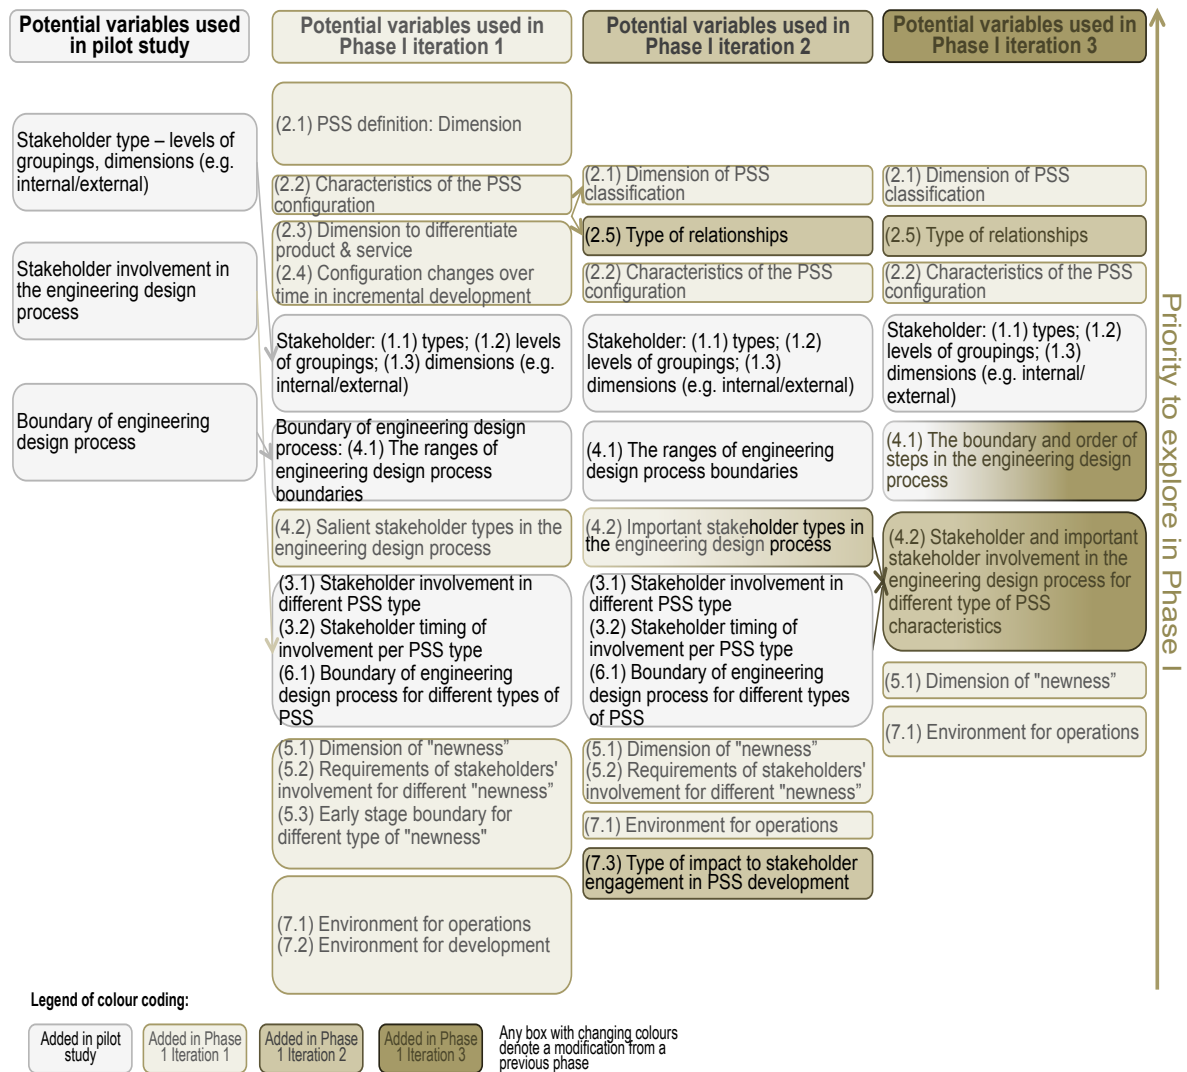 Potential variables used
in pilot study
Potential variables used in
Phase I iteration 1
Potential variables used in
Phase I iteration 2
Potential variables used in
Phase I iteration 3
Stakeholder type – levels of
groupings, dimensions (e.g.
internal/external)
Stakeholder involvement in
the engineering design
process
Boundary of engineering
design process
(2.1) PSS definition: Dimension
(2.2) Characteristics of the PSS
configuration
(2.3) Dimension to differentiate
product & service
(2.4) Configuration changes over
time in incremental development
Stakeholder: (1.1) types; (1.2) levels
of groupings; (1.3) dimensions (e.g.
internal/external)
Boundary of engineering design
process: (4.1) The ranges of
engineering design process
boundaries
(4.2) Salient stakeholder types in the
engineering design process
(3.1) Stakeholder involvement in
different PSS type
(3.2) Stakeholder timing of
involvement per PSS type
(6.1) Boundary of engineering
design process for different types of
PSS
(5.1) Dimension of "newness”
(5.2) Requirements of stakeholders'
involvement for different "newness”
(5.3) Early stage boundary for
different type of "newness"
(7.1) Environment for operations
(7.2) Environment for development
(2.1) Dimension of PSS
classification
(2.5) Type of relationships
(2.2) Characteristics of the PSS
configuration
Stakeholder: (1.1) types; (1.2)
levels of groupings; (1.3)
dimensions (e.g. internal/external)
(4.1) The ranges of engineering
design process boundaries
(4.2) Important stakeholder types in
the engineering design process
(3.1) Stakeholder involvement in
different PSS type
(3.2) Stakeholder timing of
involvement per PSS type
(6.1) Boundary of engineering
design process for different types
of PSS
(5.1) Dimension of "newness”
(5.2) Requirements of stakeholders'
involvement for different "newness”
(7.1) Environment for operations
(7.3) Type of impact to stakeholder
engagement in PSS development
(2.1) Dimension of PSS
classification
(2.5) Type of relationships
(2.2) Characteristics of the PSS
configuration
Stakeholder: (1.1) types; (1.2)
levels of groupings; (1.3)
dimensions (e.g. internal/
external)
(4.1) The boundary and order of
steps in the engineering design
process
(4.2) Stakeholder and important
stakeholder involvement in the
engineering design process for
different type of PSS
characteristics
(5.1) Dimension of "newness”
(7.1) Environment for operations
Priority to explore in Phase I
Legend of colour coding:
Added in pilot
study
Added in Phase
1 Iteration 1
Added in Phase
1 Iteration 2
Added in Phase
1 Iteration 3
Any box with changing colours
denote a modification from a
previous phase